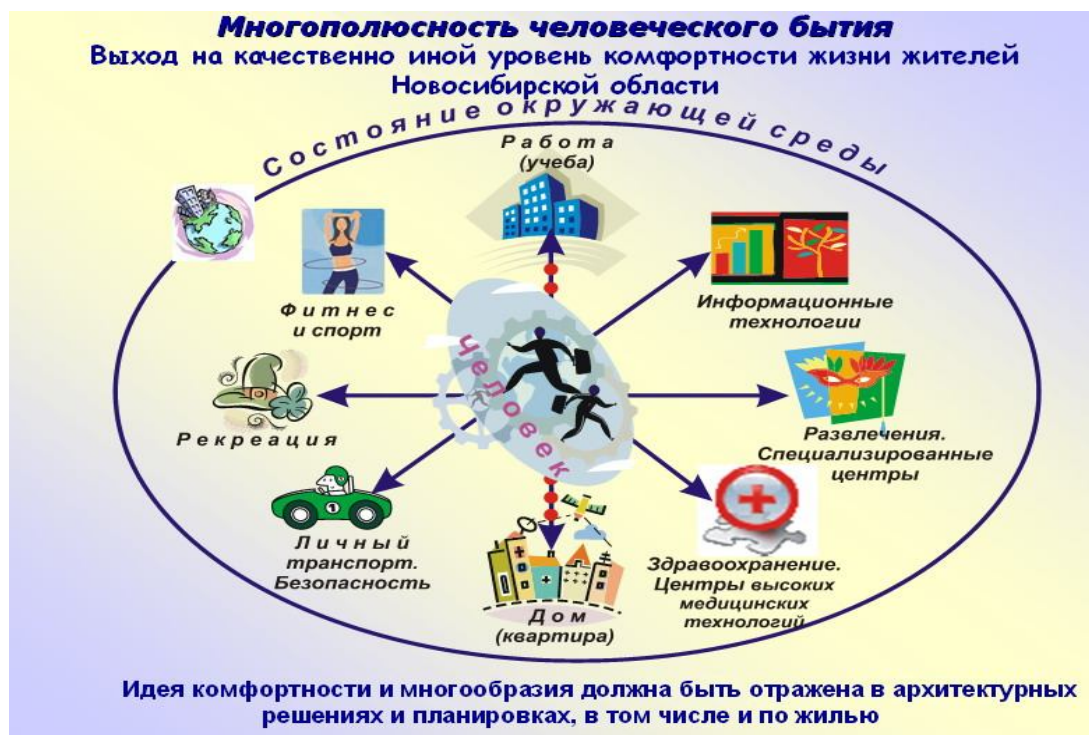 Многополюсность человеческого бытия
Выход на качественно иной уровень комфортности жизни жителей
Новосибирской области
Состояние окружающей среды
Работа
(учеба)
Фитнес
и спорт
Информационные
технологии
Человек
Рекреация
Развлечения.
Специализированные
центры
Личный
транспорт.
Безопасность
Здравоохранение.
Центры высоких
медицинских
технологий
Дом
(квартира)
Идея комфортности и многообразия должна быть отражена в архитектурных
решениях и планировках, в том числе и по жилью